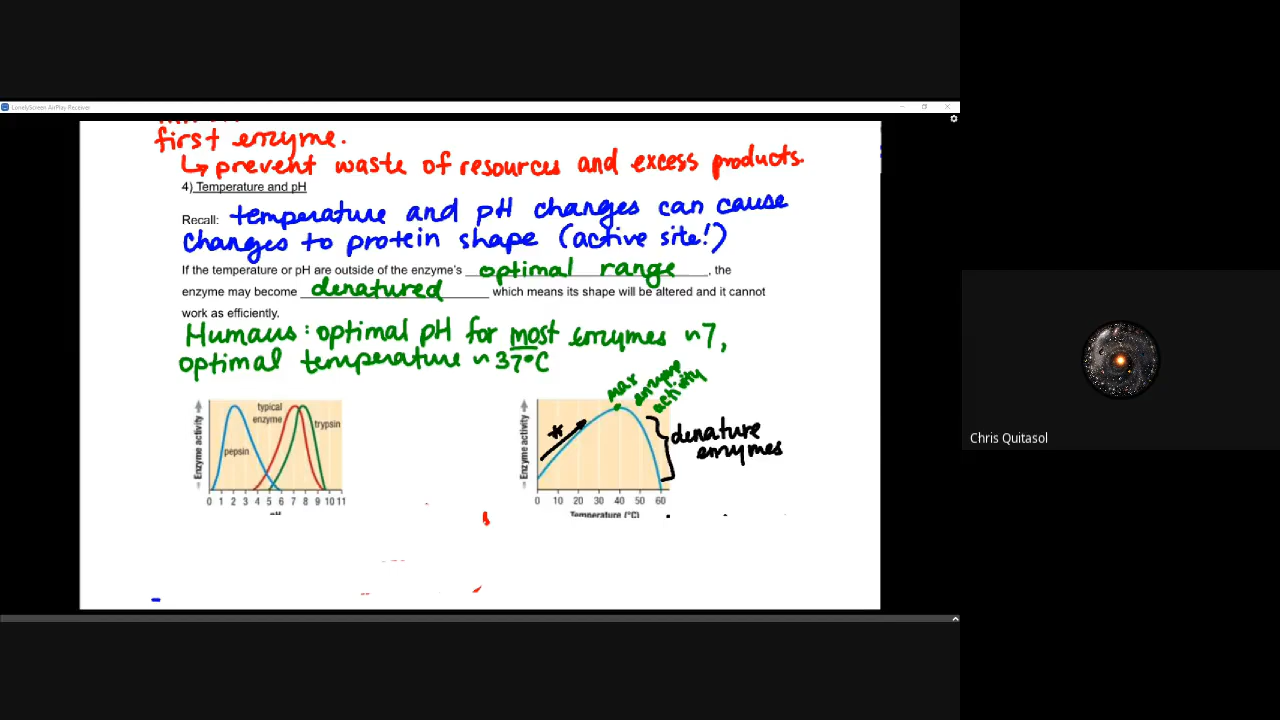 LonelyScreen AirPlay Receiver
first enzyme.
↳ prevent waste of resources and excess products.
4) Temperature and pH
Recall: temperature and pH changes can cause
changes to protein shape (active site!)
If the temperature or pH are outside of the enzyme's optimal range, the
enzyme may become denatured which means its shape will be altered and it cannot
work as efficiently.
Humans: optimal pH for most enzymes ~7,
optimal temperature ~37°C
max enzyme activity
Enzyme activity
pepsin
typical
enzyme
trypsin
0 1 2 3 4 5 6 7 8 9 10 11
pH
Enzyme activity
*
denature
enzymes
0 10 20 30 40 50 60
Temperature (°C)
Chris Quitasol